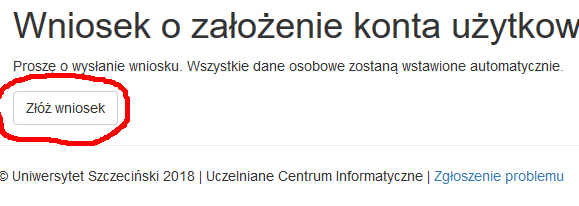 Wniosek o założenie konta użytkow
Proszę o wysłanie wniosku. Wszystkie dane osobowe zostaną wstawione automatycznie.
Złóż wniosek
© Uniwersytet Szczeciński 2018 | Uczelniane Centrum Informatyczne | Zgłoszenie problemu